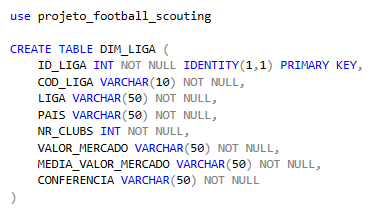 use projeto_football_scouting
CREATE TABLE DIM_LIGA (
ID_LIGA INT NOT NULL IDENTITY(1,1) PRIMARY KEY,
COD_LIGA VARCHAR(10) NOT NULL,
LIGA VARCHAR(50) NOT NULL,
PAIS VARCHAR(50) NOT NULL,
NR_CLUBS INT NOT NULL,
VALOR_MERCADO VARCHAR(50) NOT NULL,
MEDIA_VALOR_MERCADO VARCHAR(50) NOT NULL,
CONFERENCIA VARCHAR(50) NOT NULL
)